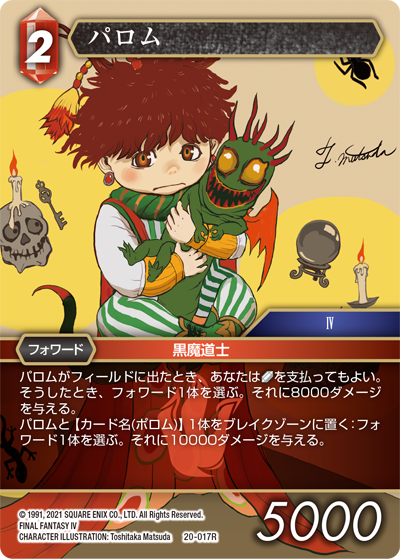 2
パロム
T. Matsuda
IV
フォワード
黒魔道士
パロムがフィールドに出たとき、あなたは を支払ってもよい。
そうしたとき、フォワード1体を選ぶ。それに8000ダメージ
を与える。
パロムと【カード名(ポロム)】1体をブレイクゾーンに置く:フォ
ワード1体を選ぶ。それに10000ダメージを与える。
© 1991, 2021 SQUARE ENIX CO., LTD. All Rights Reserved.
FINAL FANTASY IV
CHARACTER ILLUSTRATION: Toshitaka Matsuda
20-017R
5000